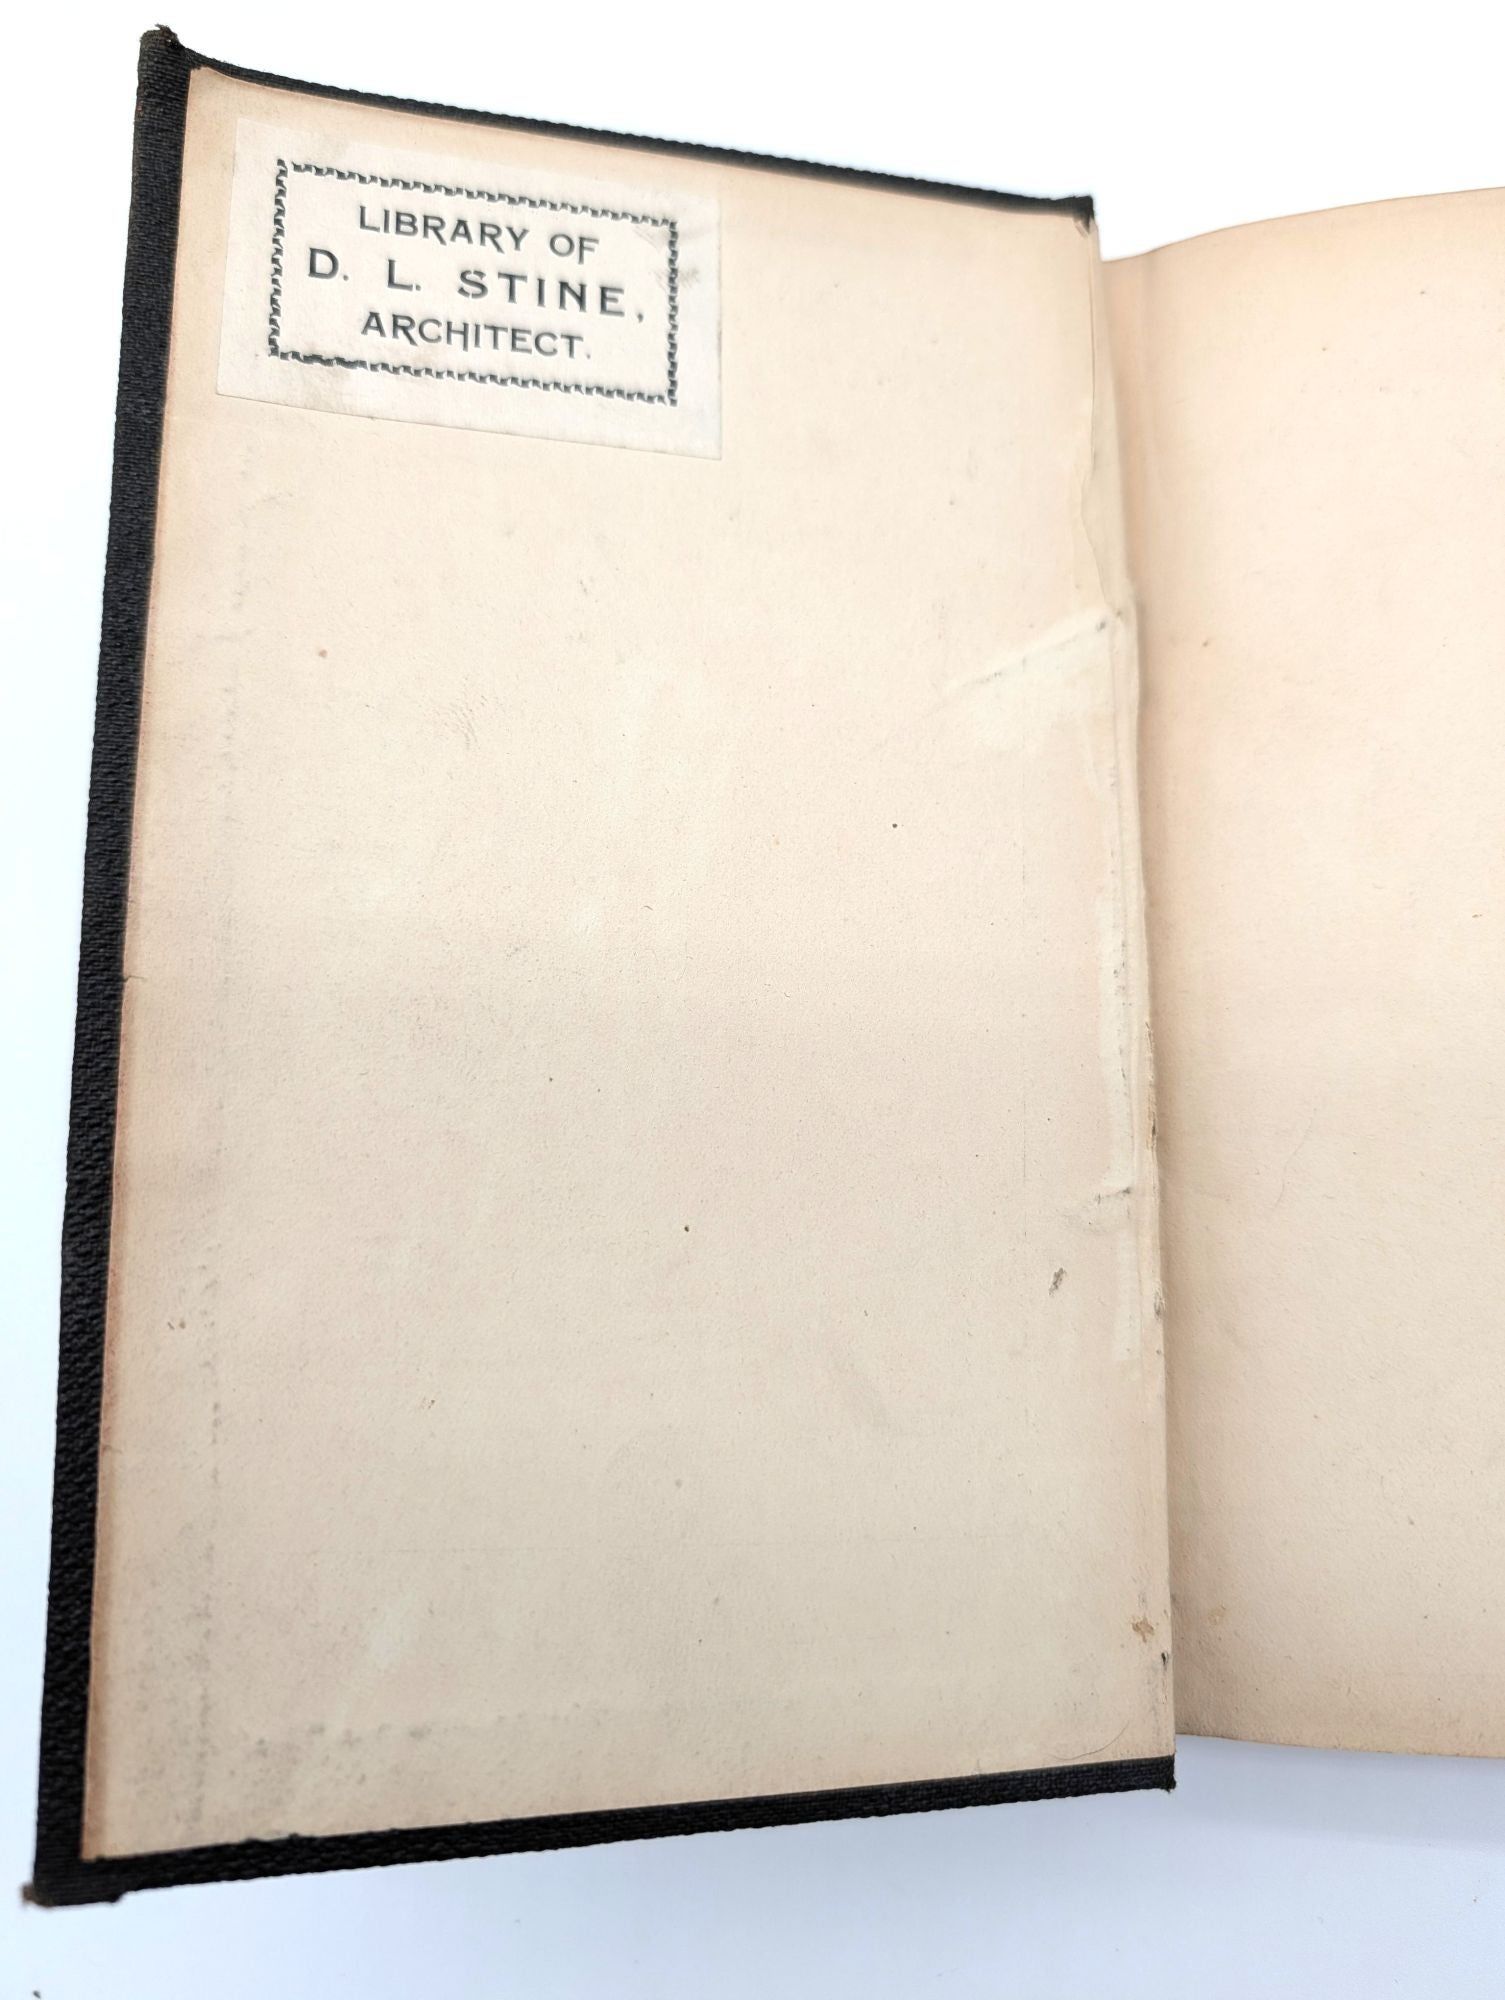 LIBRARY OF
D. L. STINE,
ARCHITECT.